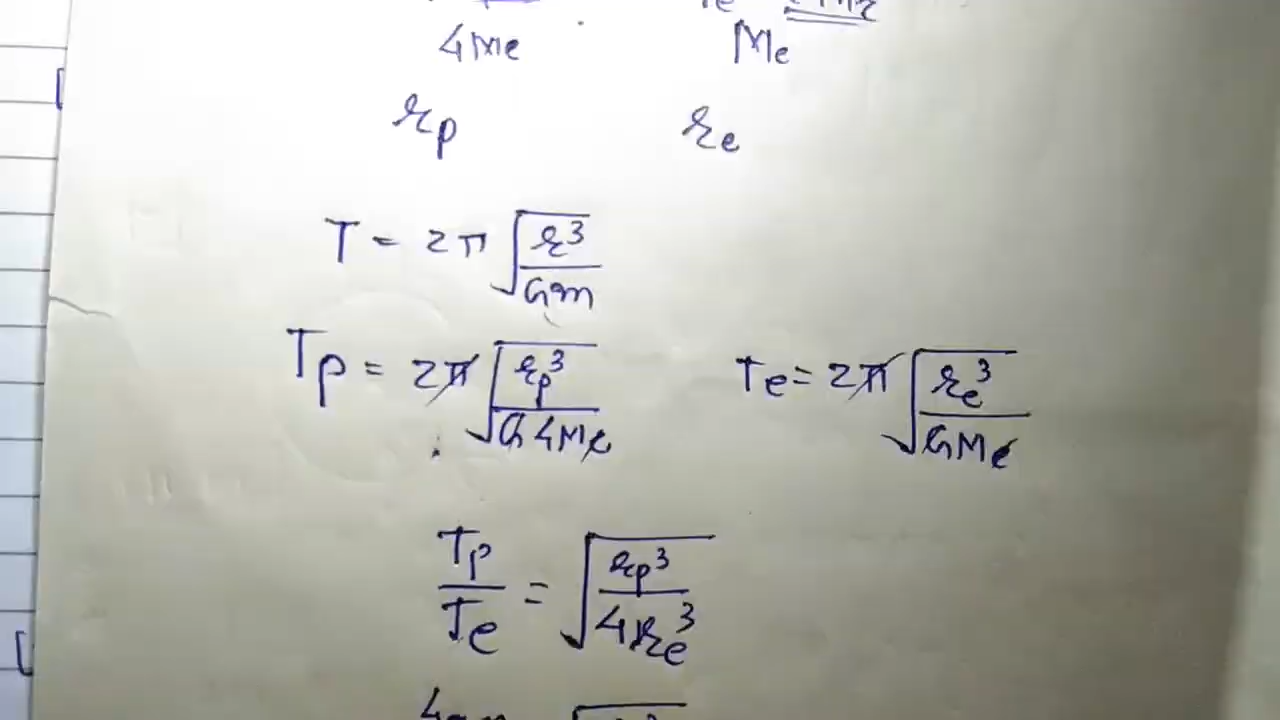 4Me Me
rp re
T = 2π √(r³/Gm)
Tp = 2π √(rp³/G4Me) Te = 2π √(re³/GMe)
Tp/Te = √(rp³/4re³)